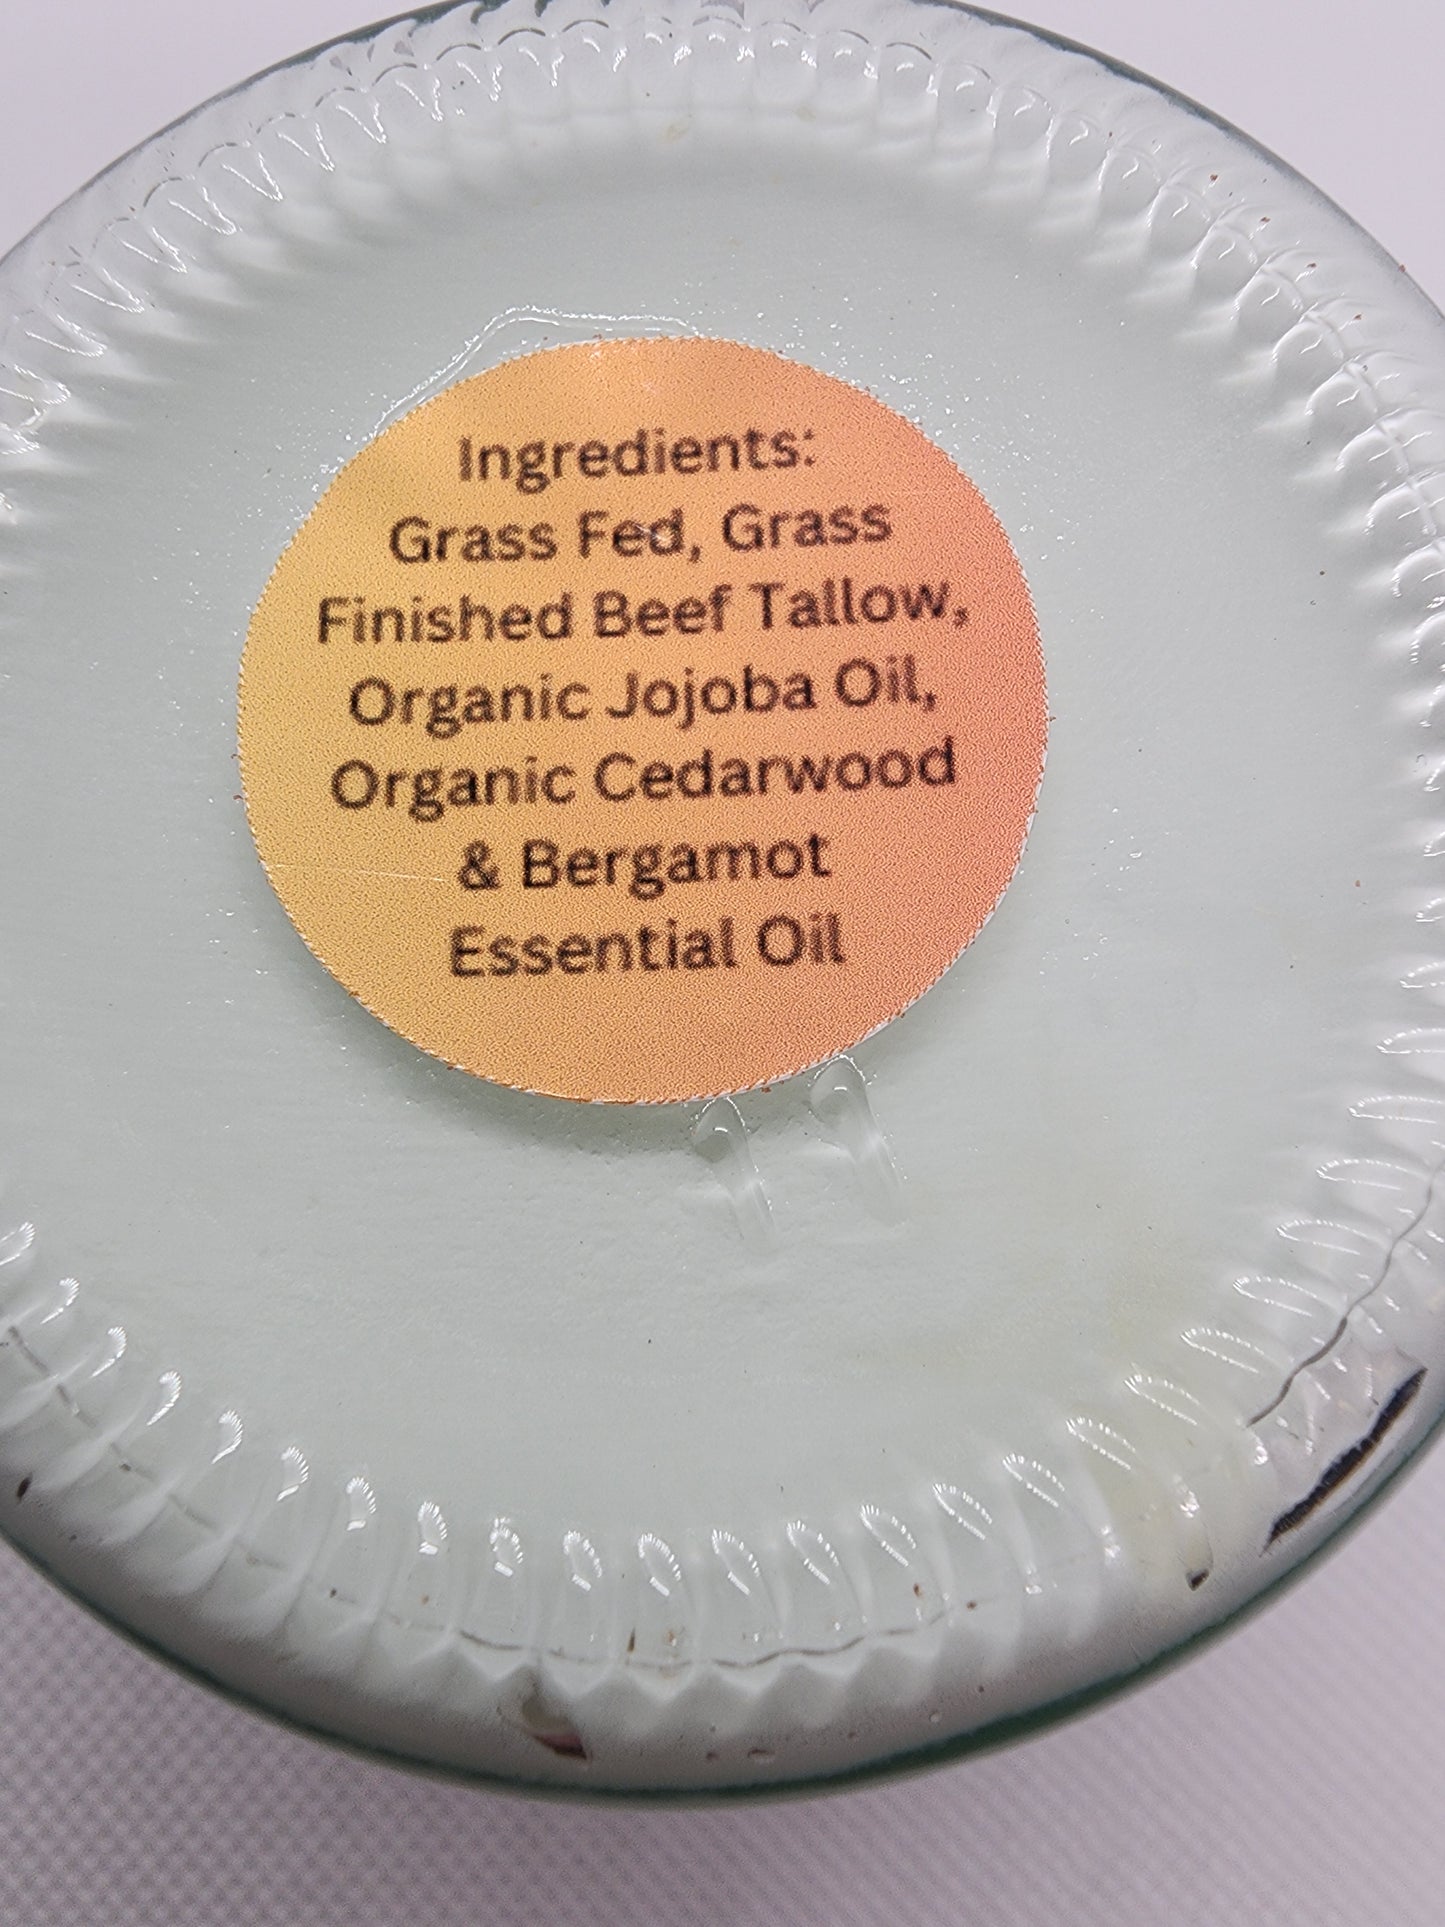 Ingredients:
Grass Fed, Grass
Finished Beef Tallow,
Organic Jojoba Oil,
Organic Cedarwood
& Bergamot
Essential Oil